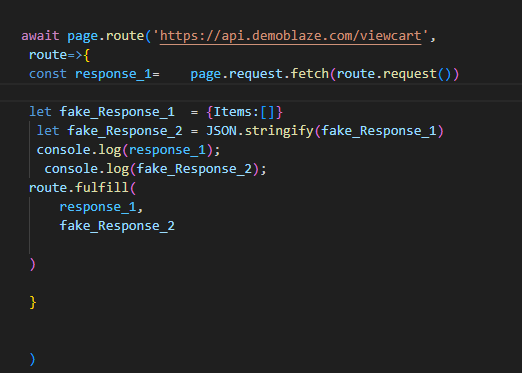 await page.route('https://api.demoblaze.com/viewcart',
route=>{
const response_1= page.request.fetch(route.request())
let fake_Response_1 = {Items:[]}
let fake_Response_2 = JSON.stringify(fake_Response_1)
console.log(response_1);
console.log(fake_Response_2);
route.fulfill(
response_1,
fake_Response_2
)
}
)